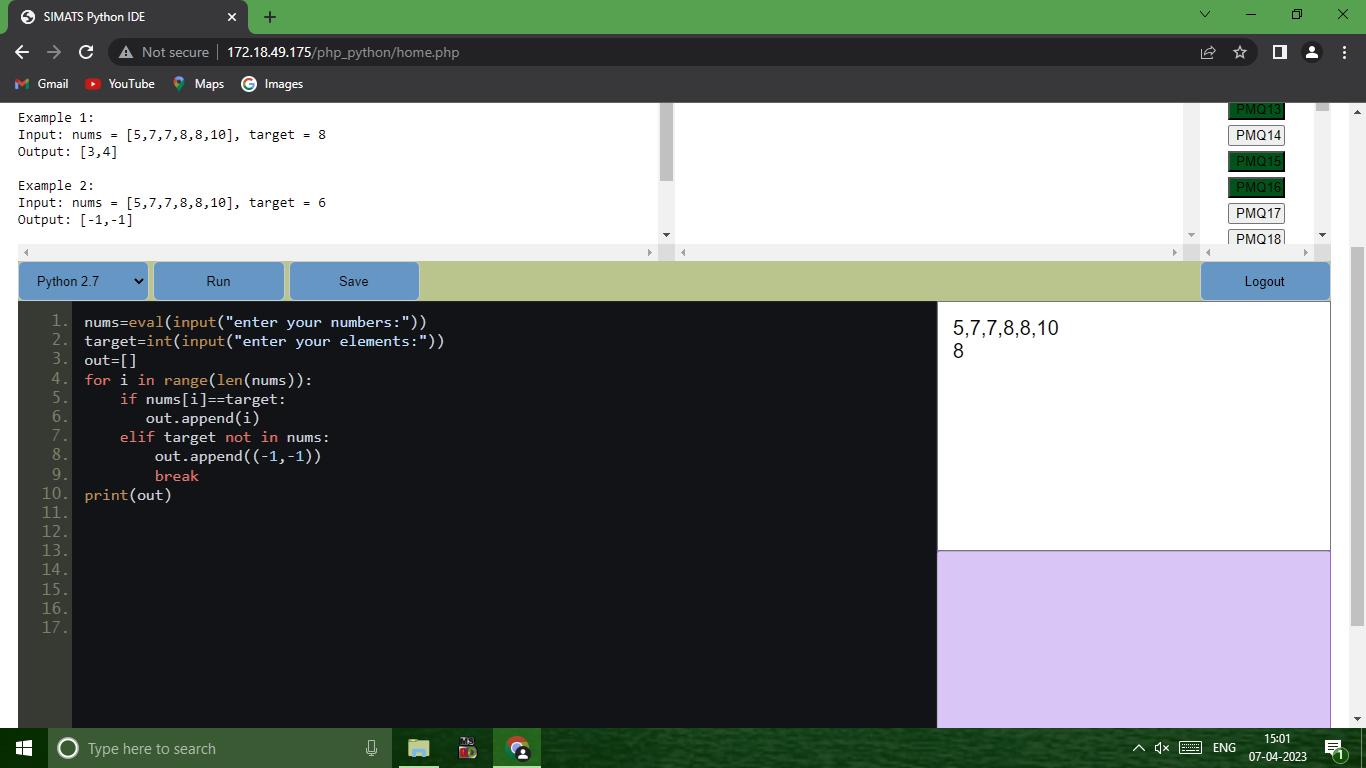 SIMATS Python IDE
Not secure 172.18.49.175/php_python/home.php
Gmail YouTube Maps Images
Example 1:
Input: nums = [5,7,7,8,8,10], target = 8
Output: [3,4]
Example 2:
Input: nums = [5,7,7,8,8,10], target = 6
Output: [-1,-1]
PMQ13
PMQ14
PMQ15
PMQ16
PMQ17
PMQ18
Python 2.7 Run Save Logout
1. nums=eval(input("enter your numbers:"))
2. target=int(input("enter your elements:"))
3. out=[]
4. for i in range(len(nums)):
5. if nums[i]==target:
6. out.append(i)
7. elif target not in nums:
8. out.append((-1,-1))
9. break
10. print(out)
11.
12.
13.
14.
15.
16.
17.
5,7,7,8,8,10
8
Type here to search
ENG
15:01
07-04-2023
1